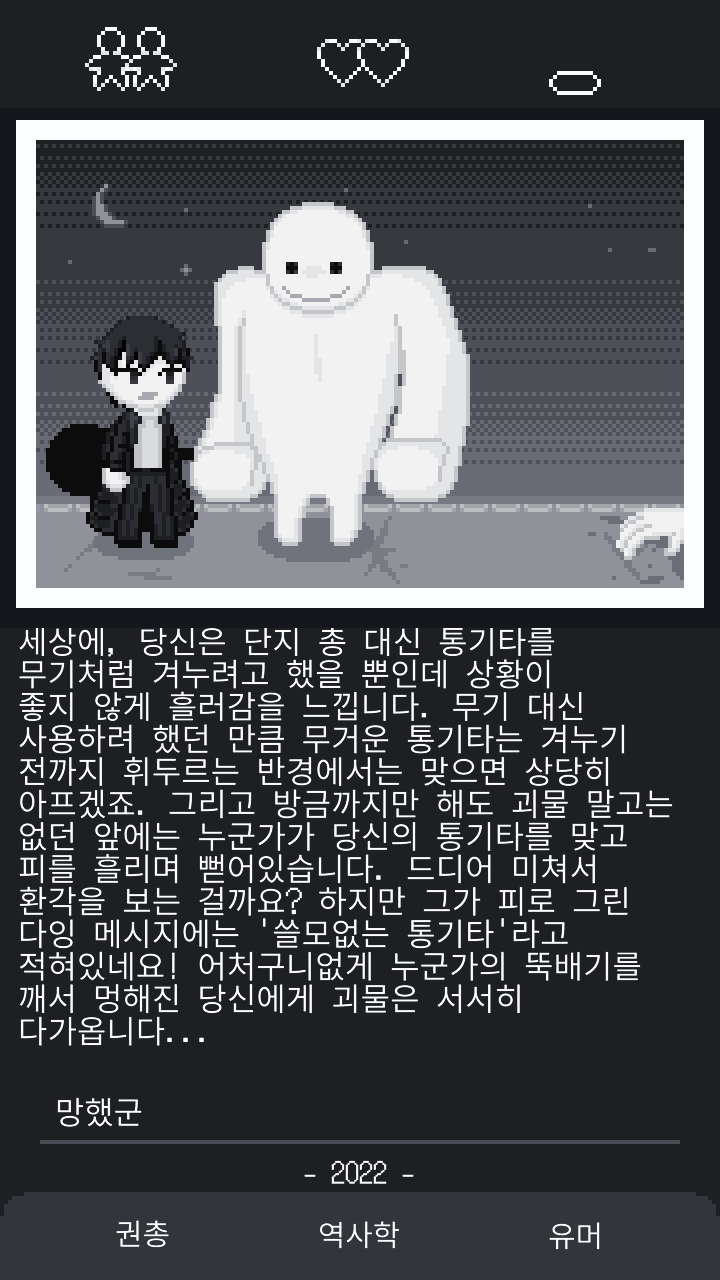 세상에, 당신은 단지 총 대신 통기타를
무기처럼 겨누려고 했을 뿐인데 상황이
좋지 않게 흘러감을 느낍니다. 무기 대신
사용하려 했던 만큼 무거운 통기타는 겨누기
전까지 휘두르는 반경에서는 맞으면 상당히
아프겠죠. 그리고 방금까지만 해도 괴물 말고는
없던 앞에는 누군가가 당신의 통기타를 맞고
피를 흘리며 뻗어있습니다. 드디어 미쳐서
환각을 보는 걸까요? 하지만 그가 피로 그린
다잉 메시지에는 '쓸모없는 통기타'라고
적혀있네요! 어처구니없게 누군가의 뚝배기를
깨서 멍해진 당신에게 괴물은 서서히
다가옵니다...
망했군
- 2022 -
권총 역사학 유머